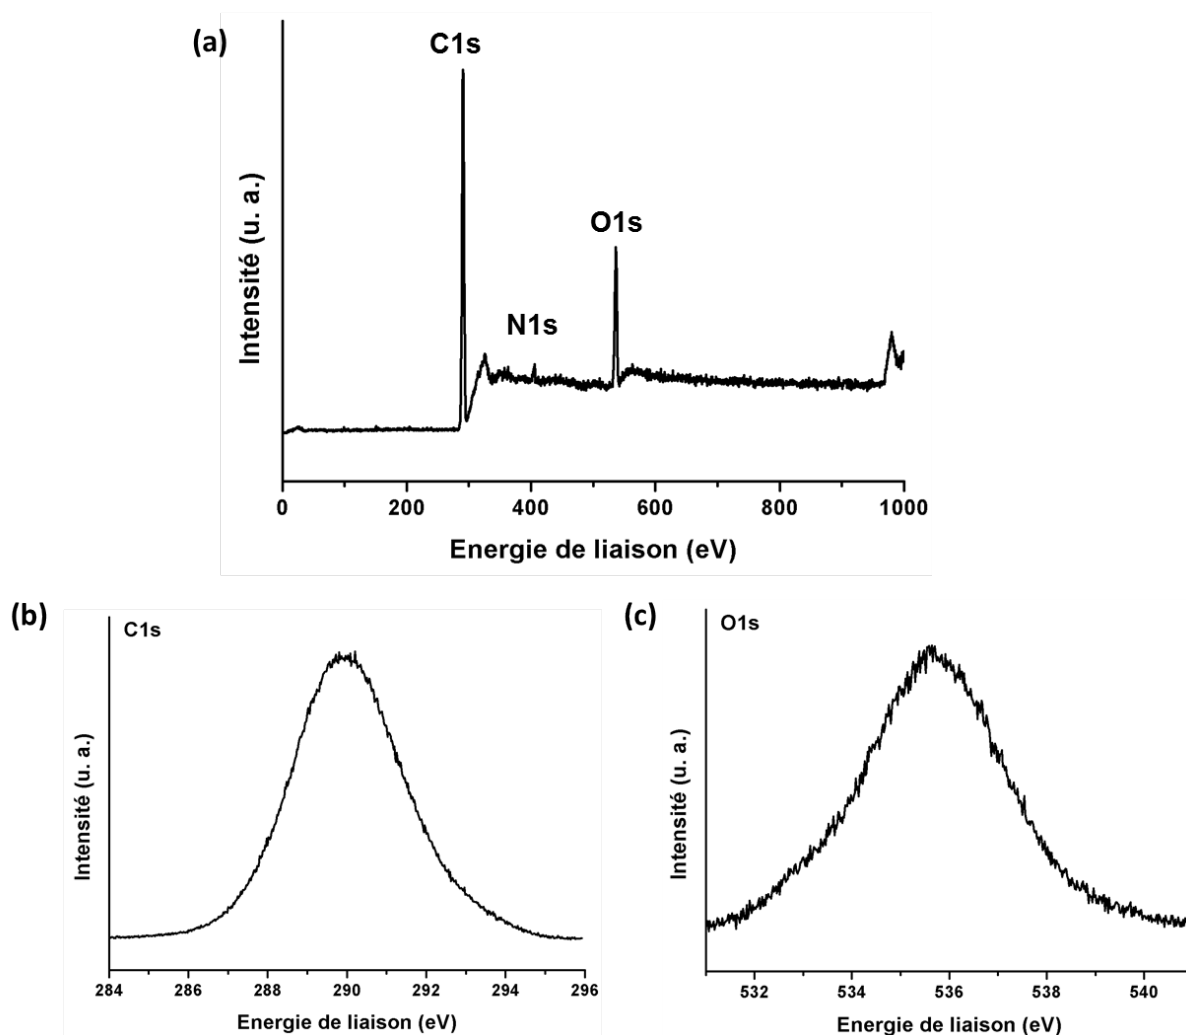 (a)
C1s
O1s
N1s
Intensité (u. a.)
0 200 400 600 800 1000
Energie de liaison (eV)
(b)
C1s
Intensité (u. a.)
284 286 288 290 292 294 296
Energie de liaison (eV)
(c)
O1s
Intensité (u. a.)
532 534 536 538 540
Energie de liaison (eV)